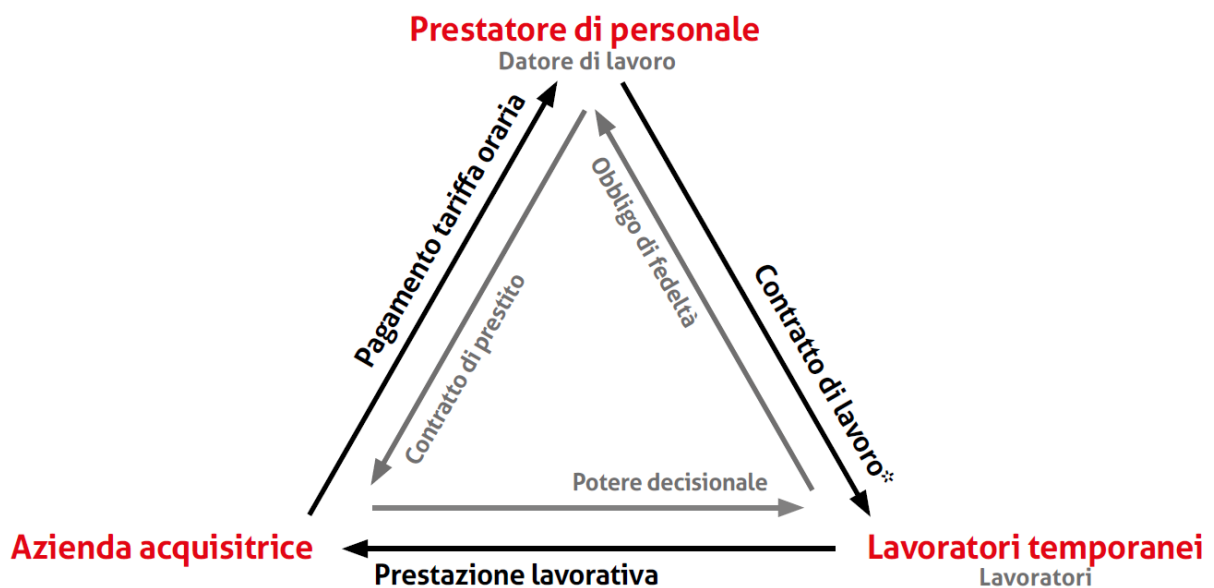 Prestatore di personale
Datore di lavoro
Pagamento tariffa oraria
Contratto di prestito
Obbligo di fedeltà
Contratto di lavoro*
Potere decisionale
Azienda acquisitrice
Prestazione lavorativa
Lavoratori temporanei
Lavoratori